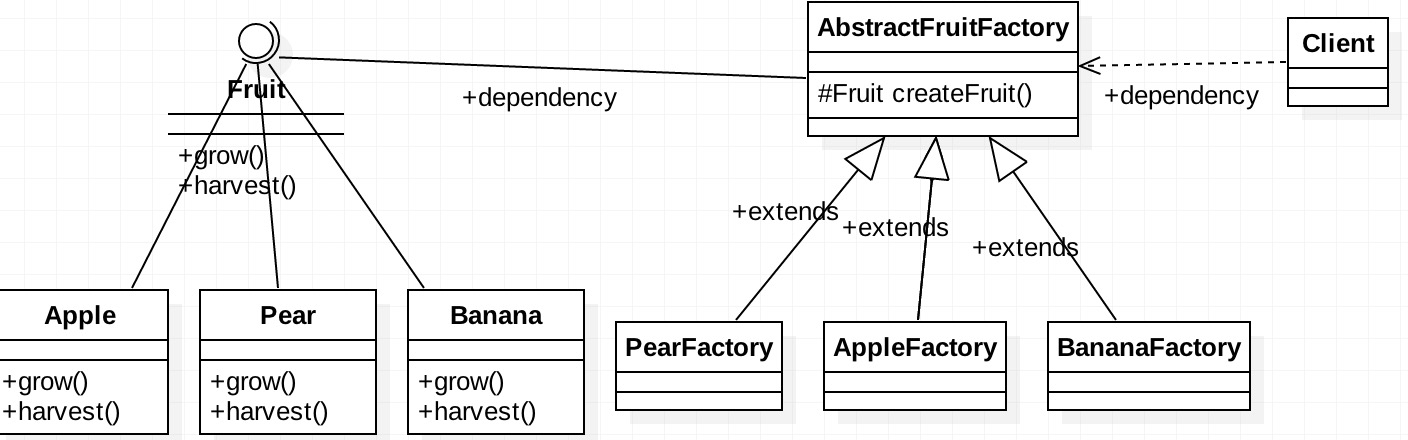 Fruit
+grow()
+harvest()
+dependency
AbstractFruitFactory
#Fruit createFruit()
Client
+dependency
+extends
+extends
+extends
Apple
+grow()
+harvest()
Pear
+grow()
+harvest()
Banana
+grow()
+harvest()
PearFactory
AppleFactory
BananaFactory